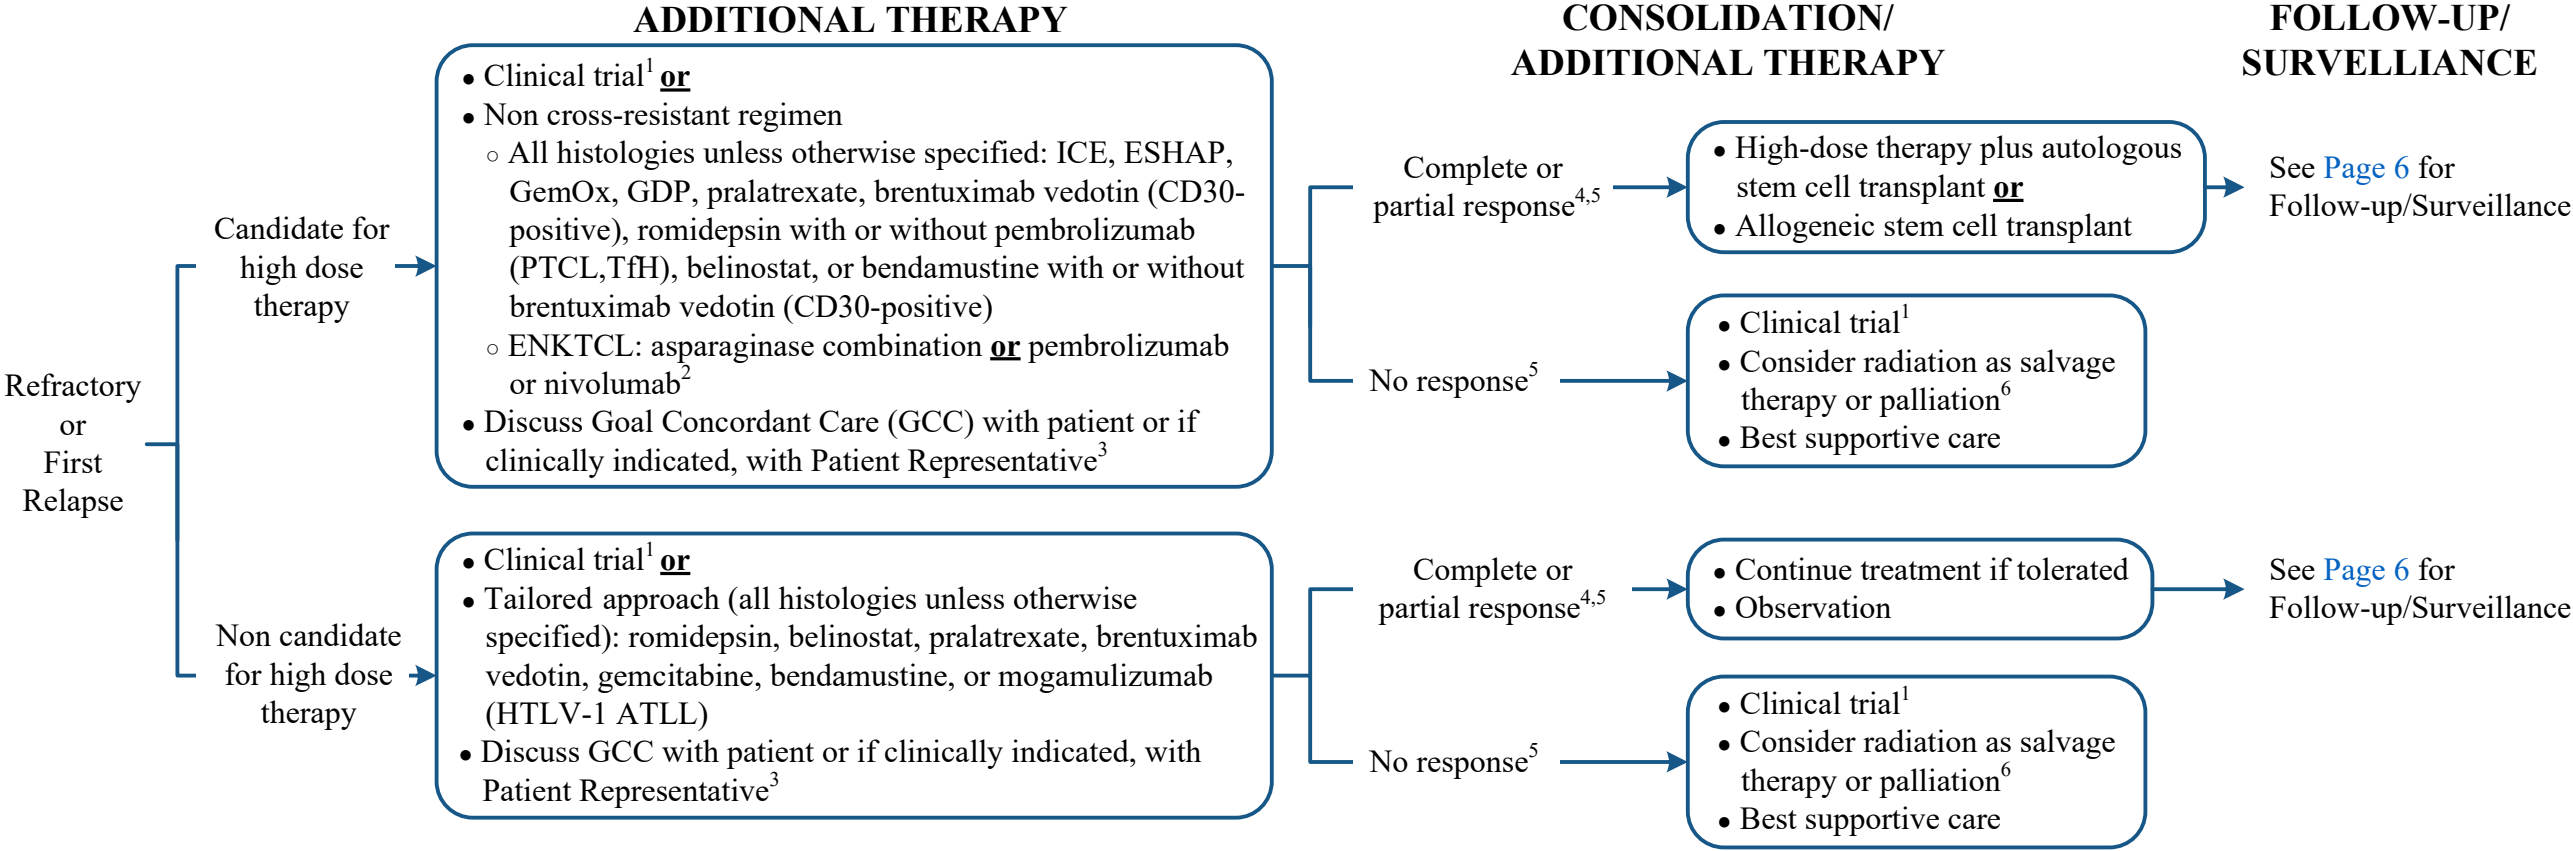 ADDITIONAL THERAPY
CONSOLIDATION/
ADDITIONAL THERAPY
FOLLOW-UP/
SURVELLIANCE
Refractory
or
First
Relapse
Candidate for
high dose
therapy
● Clinical trial¹ or
● Non cross-resistant regimen
○ All histologies unless otherwise specified: ICE, ESHAP,
GemOx, GDP, pralatrexate, brentuximab vedotin (CD30-
positive), romidepsin with or without pembrolizumab
(PTCL,TfH), belinostat, or bendamustine with or without
brentuximab vedotin (CD30-positive)
○ ENKTCL: asparaginase combination or pembrolizumab
or nivolumab²
● Discuss Goal Concordant Care (GCC) with patient or if
clinically indicated, with Patient Representative³
Complete or
partial response⁴,⁵
● High-dose therapy plus autologous
stem cell transplant or
● Allogeneic stem cell transplant
See Page 6 for
Follow-up/Surveillance
No response⁵
● Clinical trial¹
● Consider radiation as salvage
therapy or palliation⁶
● Best supportive care
Non candidate
for high dose
therapy
● Clinical trial¹ or
● Tailored approach (all histologies unless otherwise
specified): romidepsin, belinostat, pralatrexate, brentuximab
vedotin, gemcitabine, bendamustine, or mogamulizumab
(HTLV-1 ATLL)
● Discuss GCC with patient or if clinically indicated, with
Patient Representative³
Complete or
partial response⁴,⁵
● Continue treatment if tolerated
● Observation
See Page 6 for
Follow-up/Surveillance
No response⁵
● Clinical trial¹
● Consider radiation as salvage
therapy or palliation⁶
● Best supportive care